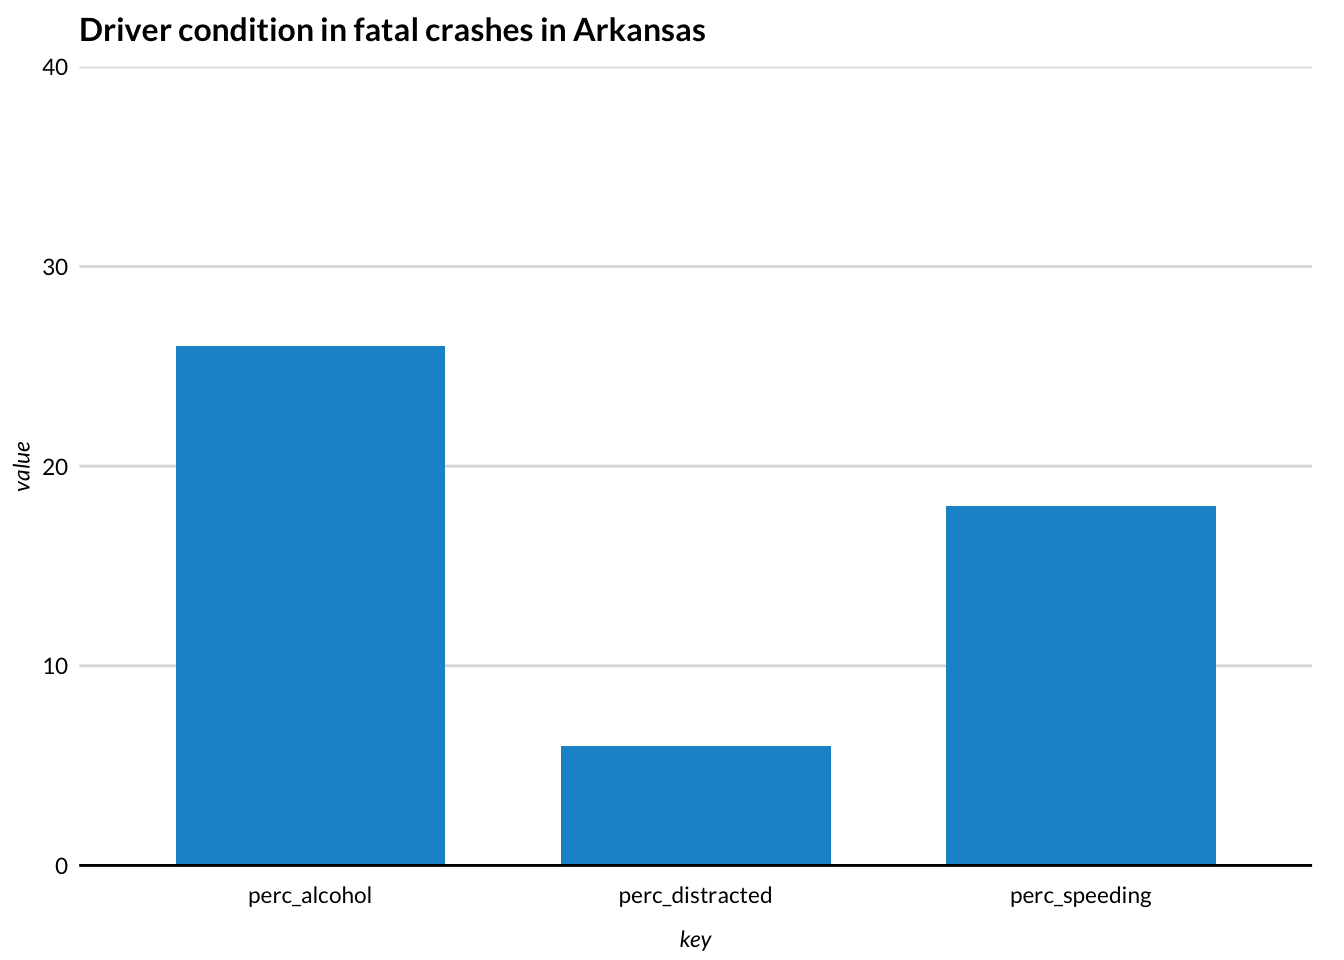 Driver condition in fatal crashes in Arkansas
40
30
20
10
0
value
perc_alcohol
perc_distracted
perc_speeding
key